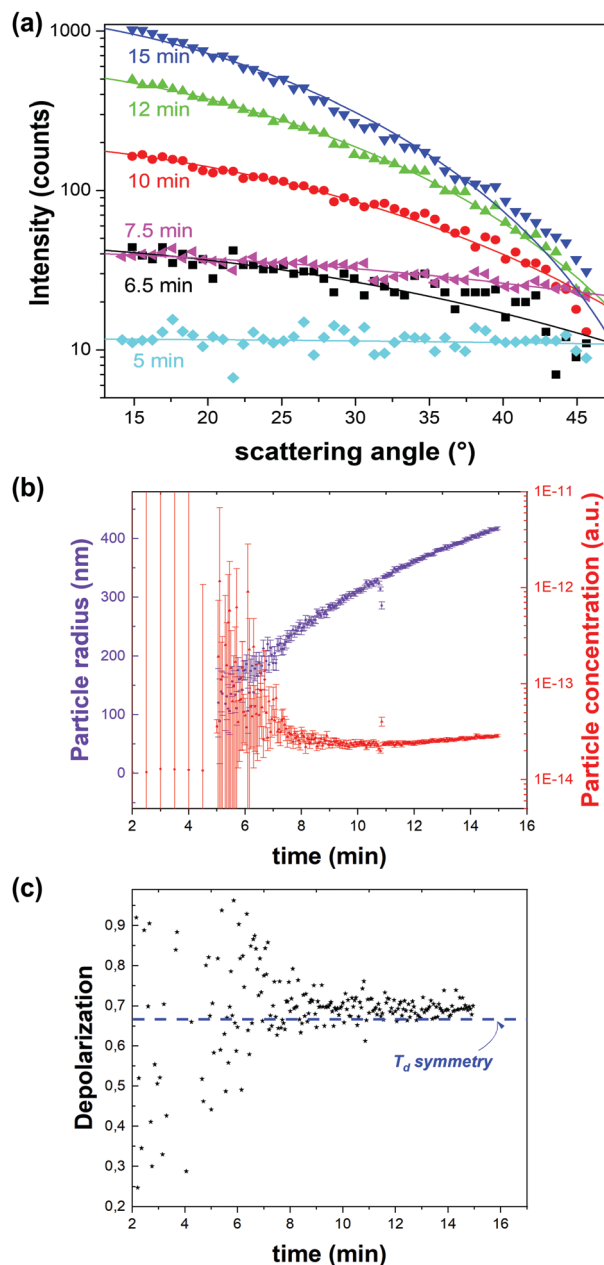 (a)
1000
100
10
Intensity (counts)
15 min
12 min
10 min
7.5 min
6.5 min
5 min
15 20 25 30 35 40 45
scattering angle (°)
(b)
400
300
200
100
0
Particle radius (nm)
1E-11
1E-12
1E-13
1E-14
Particle concentration (a.u.)
2 4 6 8 10 12 14 16
time (min)
(c)
0,9
0,8
0,7
0,6
0,5
0,4
0,3
0,2
Depolarization
T_d symmetry
2 4 6 8 10 12 14 16
time (min)